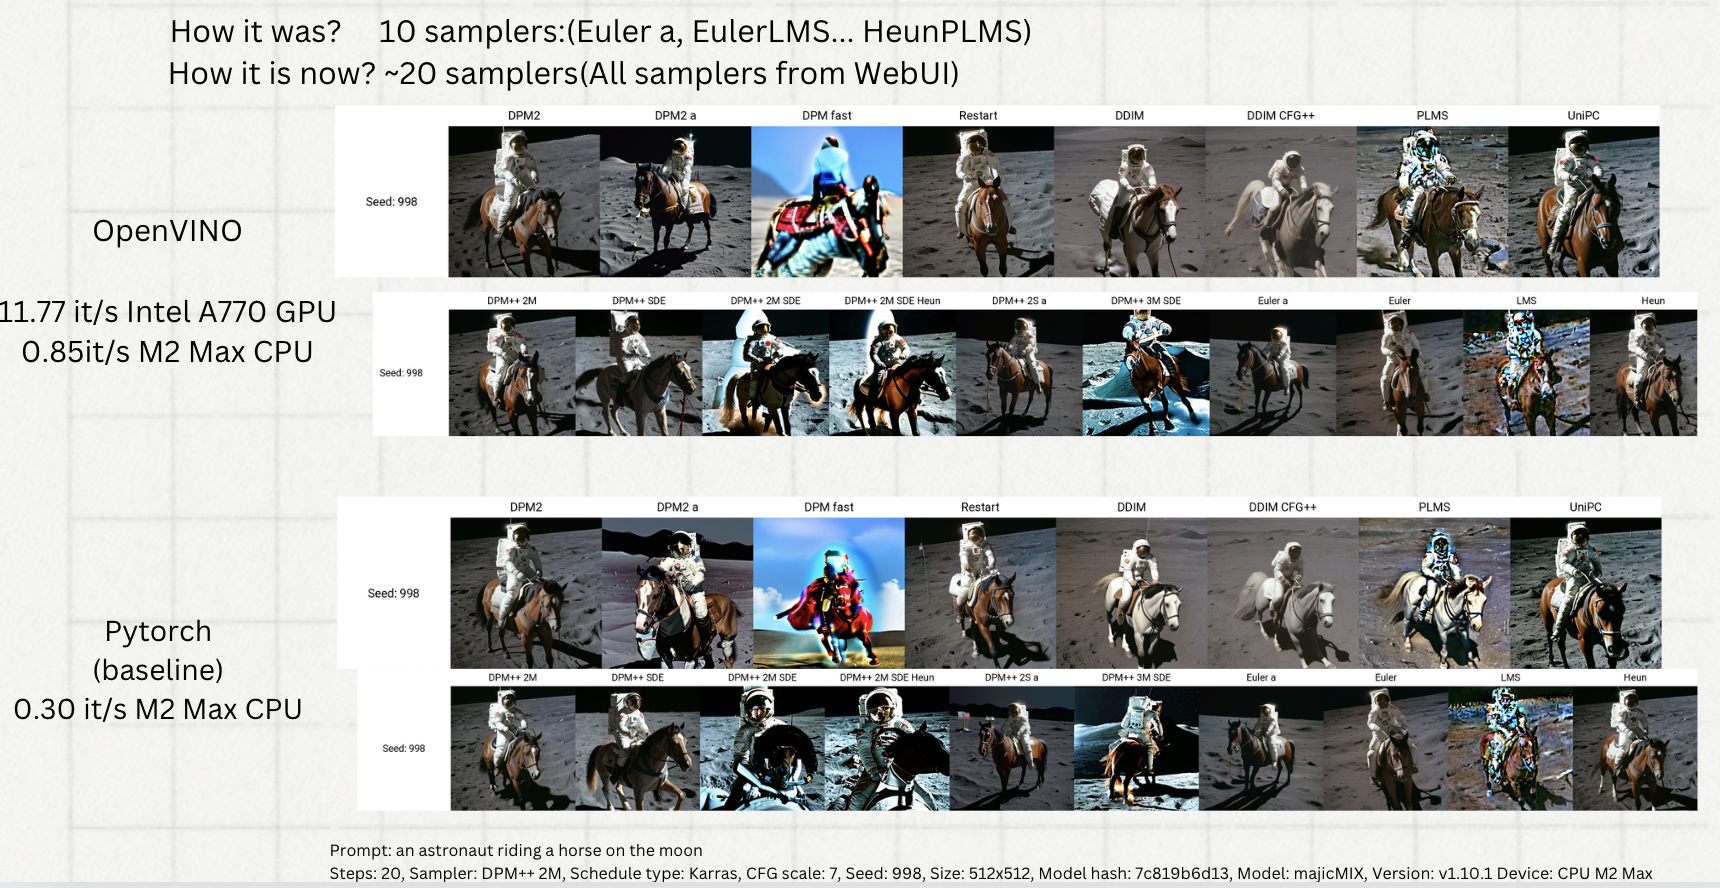 How it was? 10 samplers:(Euler a, EulerLMS... HeunPLMS)
How it is now? ~20 samplers(All samplers from WebUI)
DPM2 DPM2 a DPM fast Restart DDIM DDIM CFG++ PLMS UniPC
Seed: 998
OpenVINO
11.77 it/s Intel A770 GPU
0.85it/s M2 Max CPU
DPM++ 2M DPM++ SDE DPM++ 2M SDE DPM++ 2M SDE Heun DPM++ 2S a DPM++ 3M SDE Euler a Euler LMS Heun
Seed: 998
DPM2 DPM2 a DPM fast Restart DDIM DDIM CFG++ PLMS UniPC
Seed: 998
Pytorch
(baseline)
0.30 it/s M2 Max CPU
DPM++ 2M DPM++ SDE DPM++ 2M SDE DPM++ 2M SDE Heun DPM++ 2S a DPM++ 3M SDE Euler a Euler LMS Heun
Seed: 998
Prompt: an astronaut riding a horse on the moon
Steps: 20, Sampler: DPM++ 2M, Schedule type: Karras, CFG scale: 7, Seed: 998, Size: 512x512, Model hash: 7c819b6d13, Model: majicMIX, Version: v1.10.1 Device: CPU M2 Max